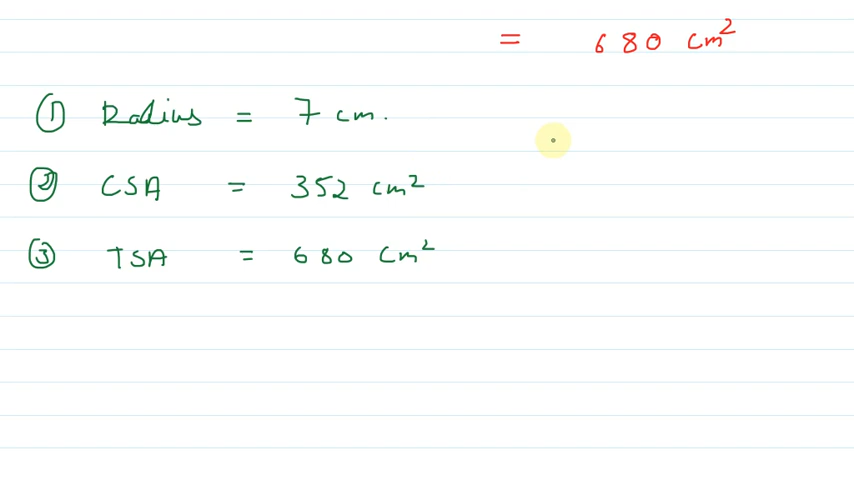 = 680 cm²
① Radius = 7 cm.
② CSA = 352 cm²
③ TSA = 680 cm²